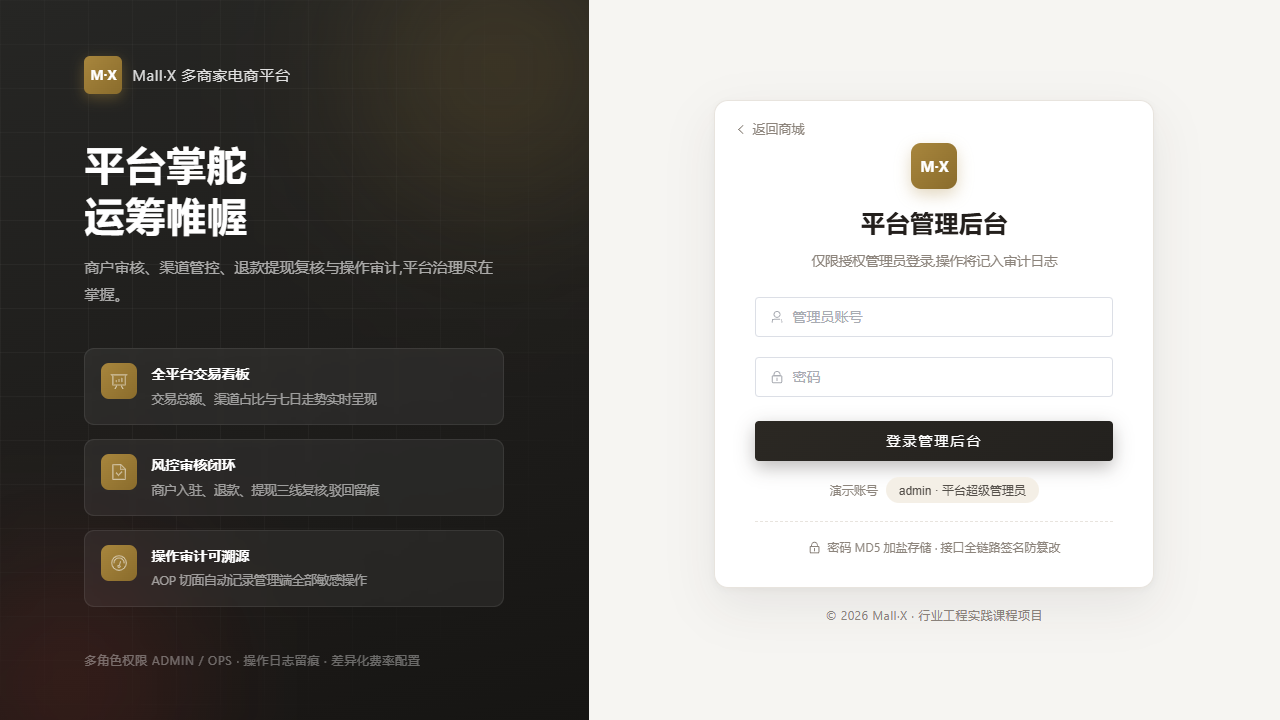 M·X
Mall·X 多商家电商平台
平台掌舵
运筹帷幄
商户审核、渠道管控、退款提现复核与操作审计,平台治理尽在
掌握。
全平台交易看板
交易总额、渠道占比与七日走势实时呈现
风控审核闭环
商户入驻、退款、提现三线复核,驳回留痕
操作审计可溯源
AOP 切面自动记录管理端全部敏感操作
多角色权限 ADMIN / OPS · 操作日志留痕 · 差异化费率配置
返回商城
M·X
平台管理后台
仅限授权管理员登录,操作将记入审计日志
管理员账号
密码
登录管理后台
演示账号 admin · 平台超级管理员
密码 MD5 加盐存储 · 接口全链路签名防篡改
© 2026 Mall·X · 行业工程实践课程项目